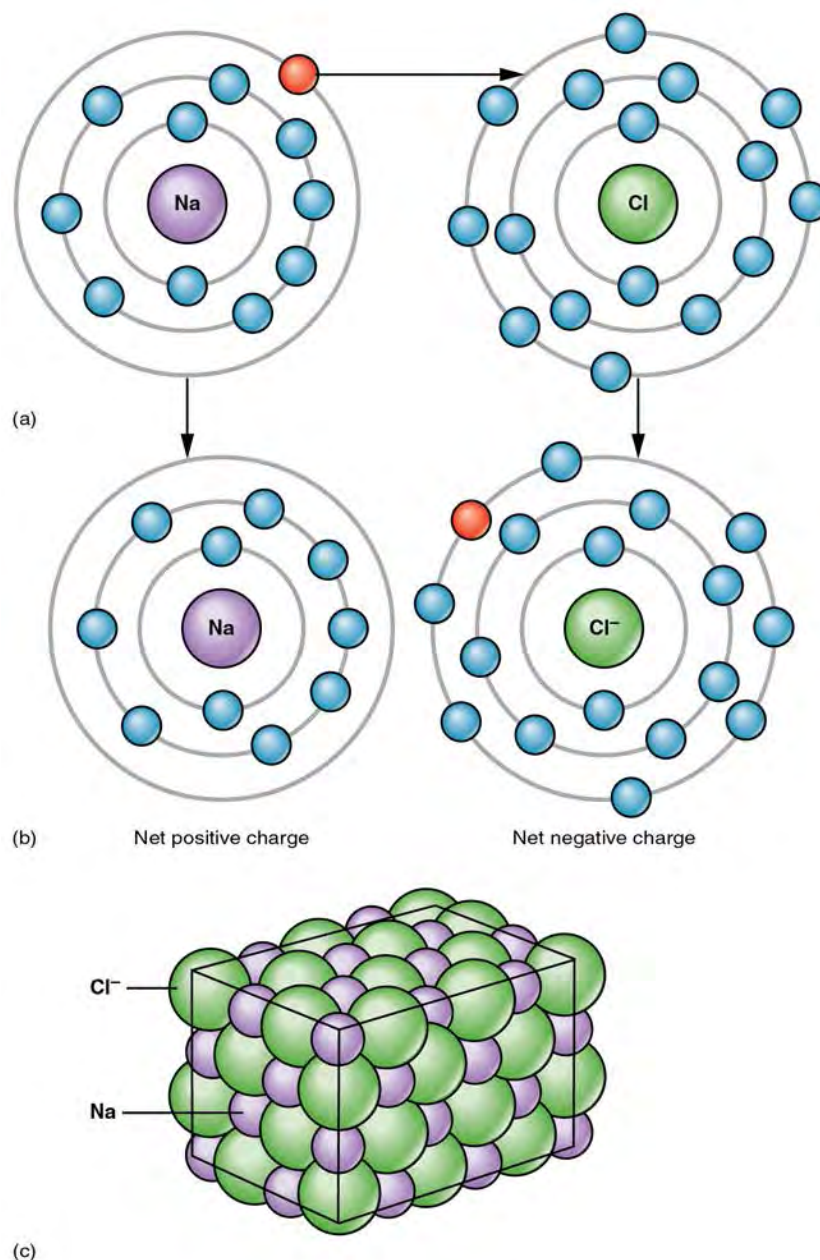 Na
Cl
(a)
Na
Cl⁻
(b) Net positive charge Net negative charge
Cl⁻
Na
(c)